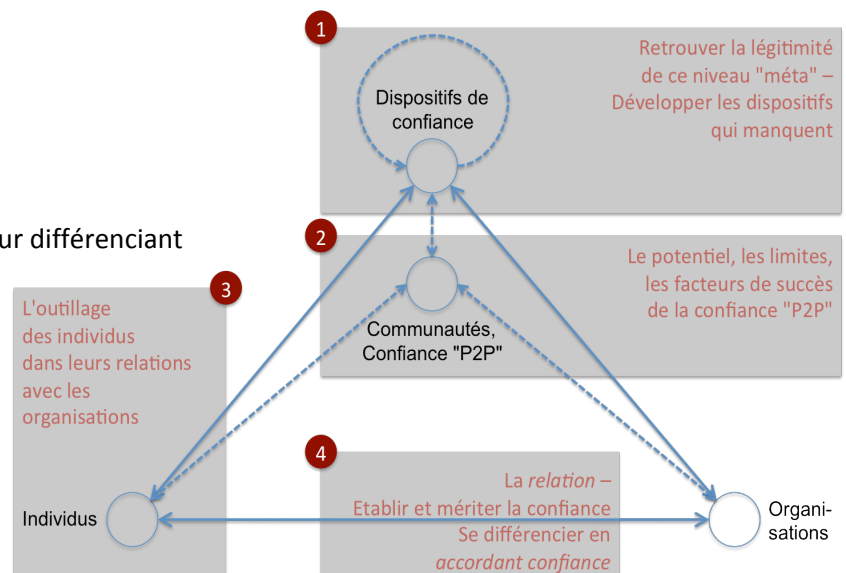 1
Retrouver la légitimité
de ce niveau "méta" –
Développer les dispositifs
qui manquent
Dispositifs de
confiance
ur différenciant
2
Le potentiel, les limites,
les facteurs de succès
de la confiance "P2P"
Communautés,
Confiance "P2P"
3
L'outillage
des individus
dans leurs relations
avec les
organisations
Individus
4
La relation –
Etablir et mériter la confiance
Se différencier en
accordant confiance
Organi-
sations